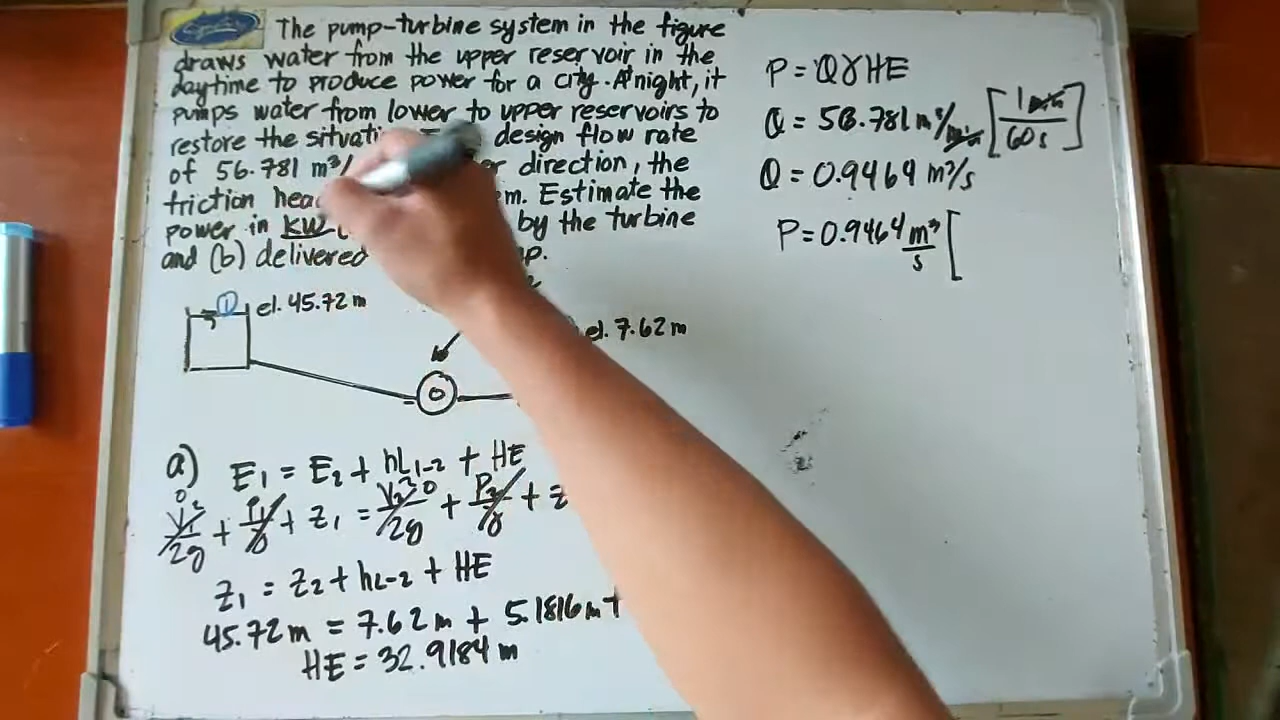 The pump-turbine system in the figure
draws water from the upper reservoir in the
daytime to produce power for a city. At night, it
pumps water from lower to upper reservoirs to
restore the situati design flow rate
of 56.781 m³/ direction, the
friction hea m. Estimate the
power in kW by the turbine
and (b) delivered p.
① el. 45.72 m
el. 7.62 m
a) E₁ = E₂ + hL₁₋₂ + HE
V₁²/2g + P₁/γ + Z₁ = V₂²/2g + P₂/γ + Z
0 0
Z₁ = Z₂ + hL-2 + HE
45.72 m = 7.62 m + 5.1816 m +
HE = 32.9184 m
P = QγHE
Q = 56.781 m³/min [1 min/60 s]
Q = 0.9464 m³/s
P = 0.9464 m³/s [